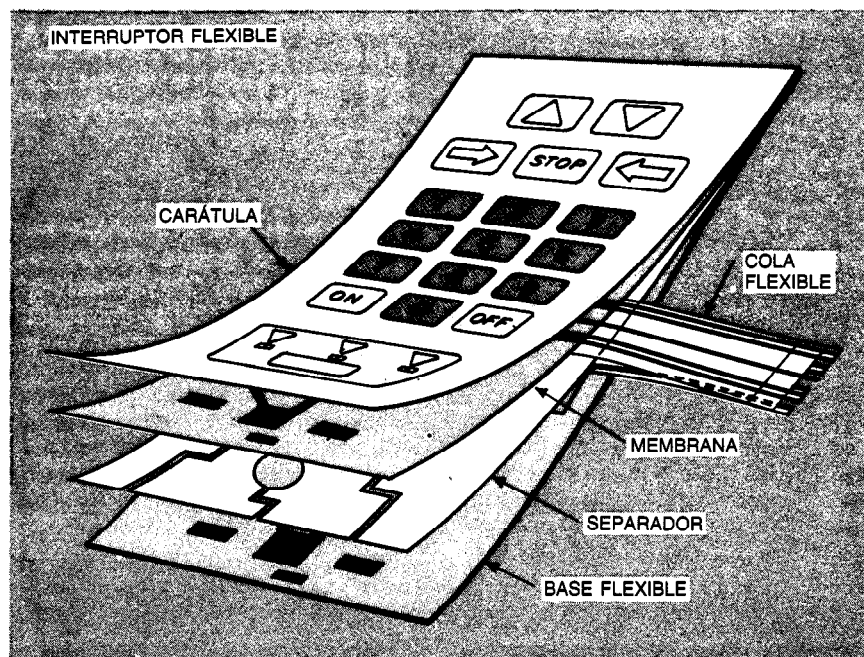 INTERRUPTOR FLEXIBLE
STOP
CARÁTULA
ON
OFF
COLA
FLEXIBLE
MEMBRANA
SEPARADOR
BASE FLEXIBLE